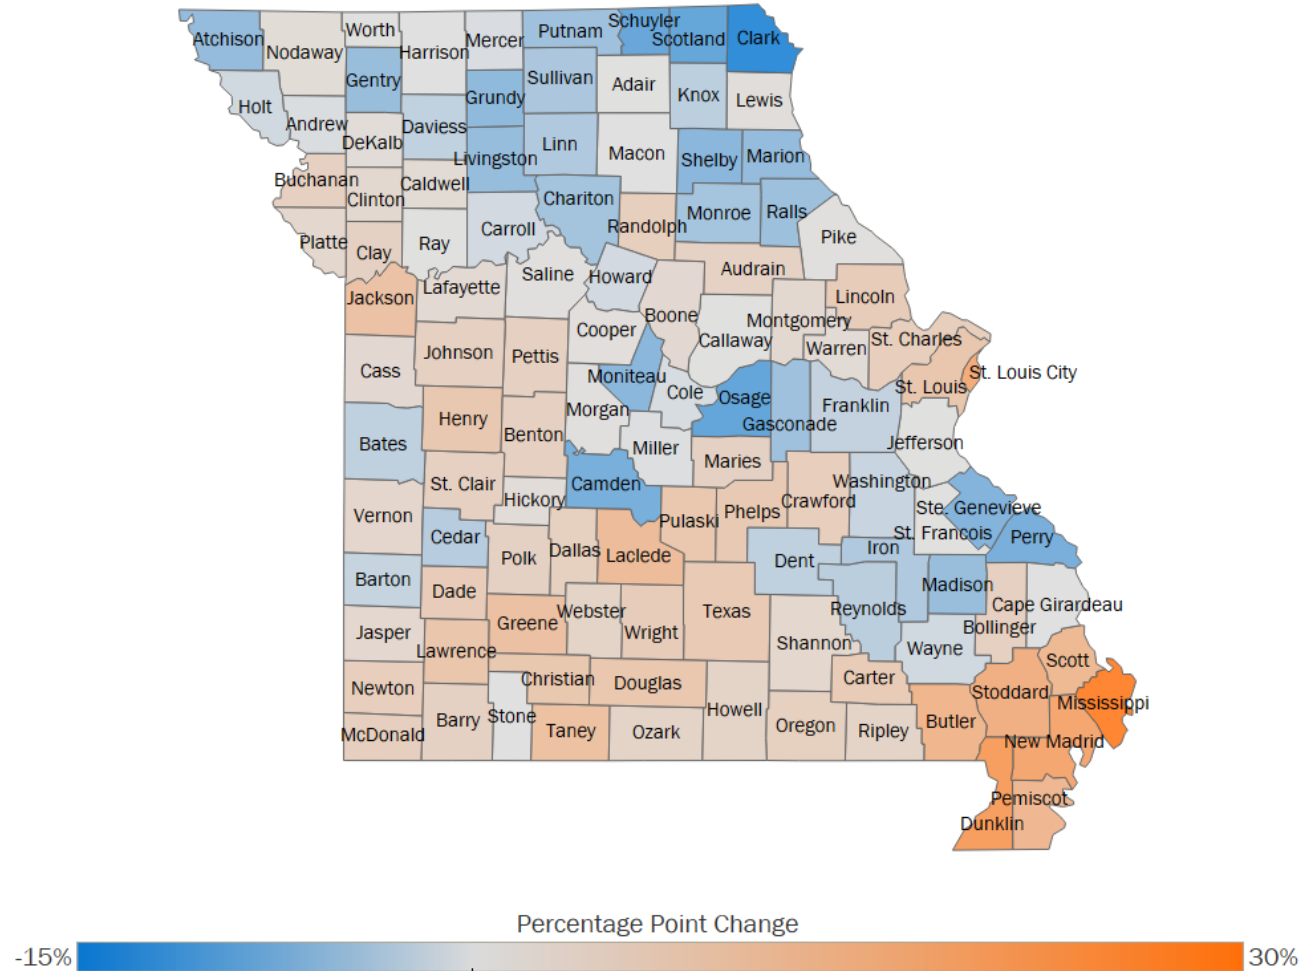 Atchison
Nodaway
Worth
Harrison
Mercer
Putnam
Schuyler
Scotland
Clark
Holt
Andrew
Gentry
DeKalb
Daviess
Grundy
Sullivan
Adair
Knox
Lewis
Buchanan
Clinton
Caldwell
Livingston
Linn
Macon
Shelby
Marion
Platte
Clay
Ray
Carroll
Chariton
Randolph
Monroe
Ralls
Pike
Jackson
Lafayette
Saline
Howard
Boone
Audrain
Callaway
Montgomery
Lincoln
Warren
St. Charles
St. Louis City
St. Louis
Cass
Johnson
Pettis
Cooper
Moniteau
Cole
Osage
Gasconade
Franklin
Jefferson
Bates
Henry
Benton
Morgan
Miller
Maries
Camden
St. Clair
Hickory
Vernon
Cedar
Polk
Dallas
Laclede
Pulaski
Phelps
Crawford
Washington
Ste. Genevieve
St. Francois
Perry
Iron
Dent
Barton
Dade
Greene
Webster
Wright
Texas
Reynolds
Madison
Cape Girardeau
Bollinger
Jasper
Lawrence
Christian
Douglas
Shannon
Wayne
Carter
Scott
Stoddard
Mississippi
Newton
McDonald
Barry
Stone
Taney
Ozark
Howell
Oregon
Ripley
Butler
New Madrid
Pemiscot
Dunklin
Percentage Point Change
-15%
30%